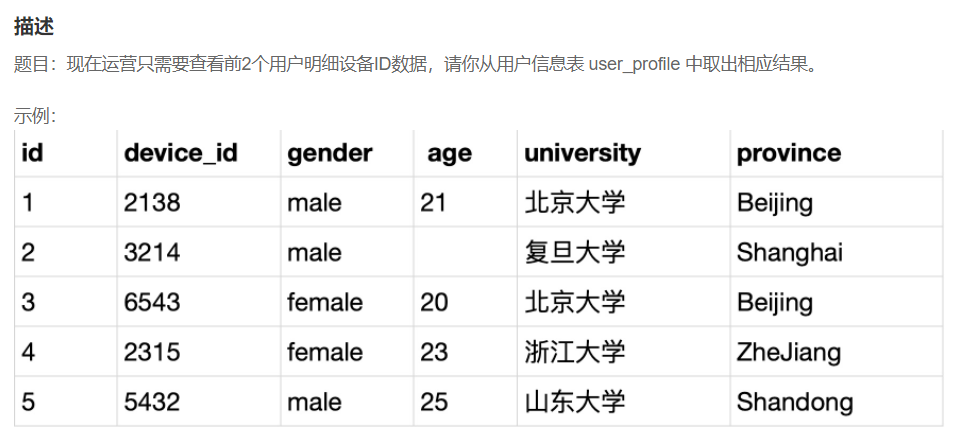 描述
题目：现在运营只需要查看前2个用户明细设备ID数据，请你从用户信息表 user_profile 中取出相应结果。
示例：
id device_id gender age university province
1 2138 male 21 北京大学 Beijing
2 3214 male 复旦大学 Shanghai
3 6543 female 20 北京大学 Beijing
4 2315 female 23 浙江大学 ZheJiang
5 5432 male 25 山东大学 Shandong